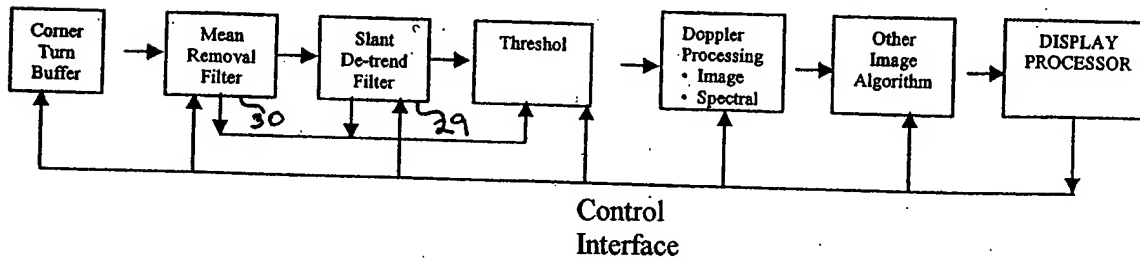 Corner
Turn
Buffer
Mean
Removal
Filter
Slant
De-trend
Filter
Threshol
Doppler
Processing
• Image
• Spectral
Other
Image
Algorithm
DISPLAY
PROCESSOR
30
29
Control
Interface